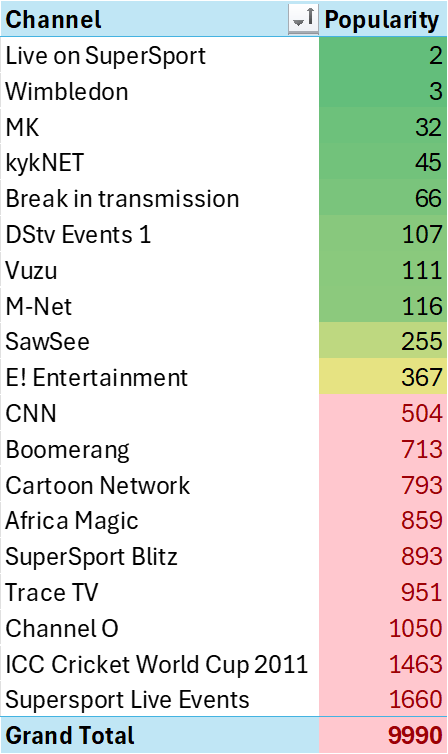 Channel Popularity
Live on SuperSport 2
Wimbledon 3
MK 32
kykNET 45
Break in transmission 66
DStv Events 1 107
Vuzu 111
M-Net 116
SawSee 255
E! Entertainment 367
CNN 504
Boomerang 713
Cartoon Network 793
Africa Magic 859
SuperSport Blitz 893
Trace TV 951
Channel O 1050
ICC Cricket World Cup 2011 1463
Supersport Live Events 1660
Grand Total 9990